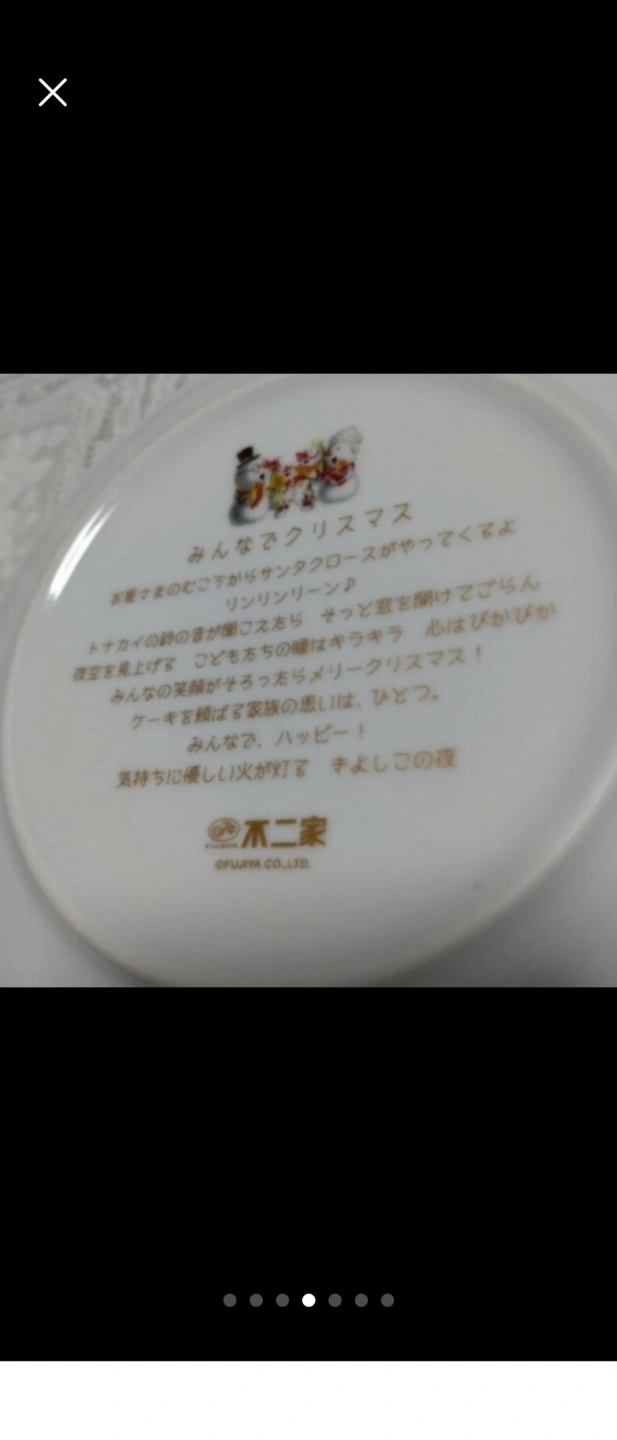 みんなでクリスマス
お星さまのむこうからサンタクロースがやってくるよ
リンリンリーン♪
トナカイの鈴の音が聞こえたら　そっと窓を開けてごらん
夜空を見上げる　こどもたちの瞳はキラキラ　心はぴかぴか
みんなの笑顔がそろったらメリークリスマス！
ケーキを頬ばる家族の思いは、ひとつ。
みんなで、ハッピー！
気持ちに優しい火が灯る　きよしこの夜
FUJIYA 不二家
©FUJIYA CO.,LTD.